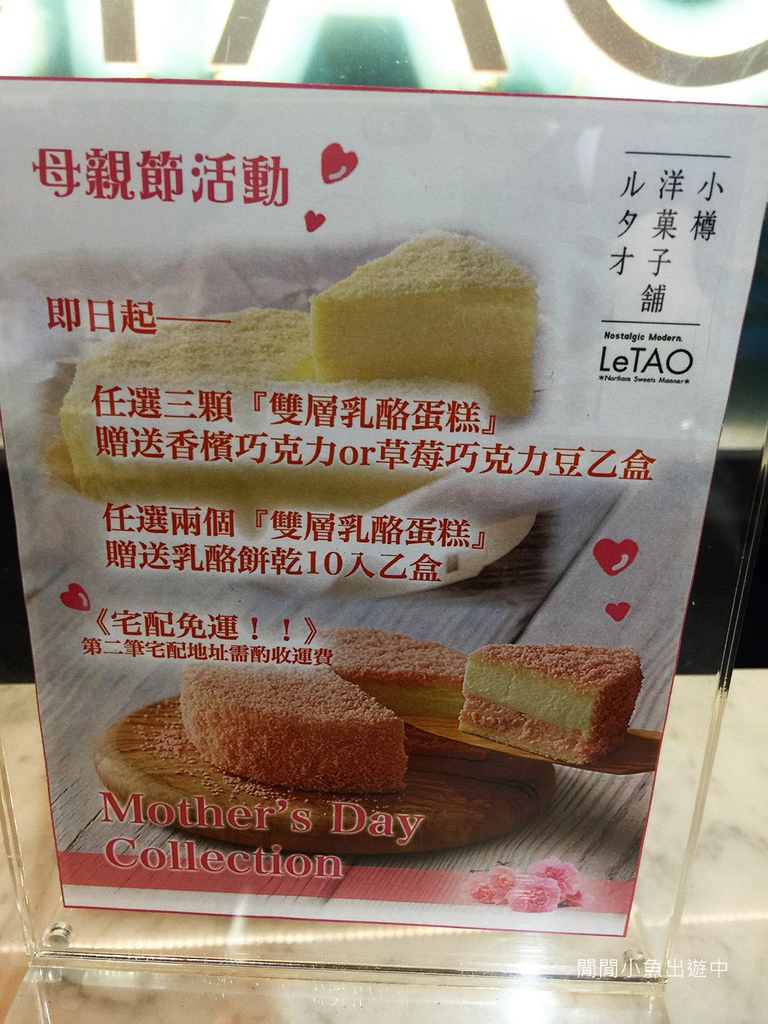 母親節活動
小樽
洋菓子舖
ルタオ
Nostalgic Modern.
LeTAO
*Northern Sweets Manner*
即日起——
任選三顆『雙層乳酪蛋糕』
贈送香檳巧克力or草莓巧克力豆乙盒
任選兩個『雙層乳酪蛋糕』
贈送乳酪餅乾10入乙盒
《宅配免運！！》
第二筆宅配地址需酌收運費
Mother's Day
Collection
閒閒小魚出遊中